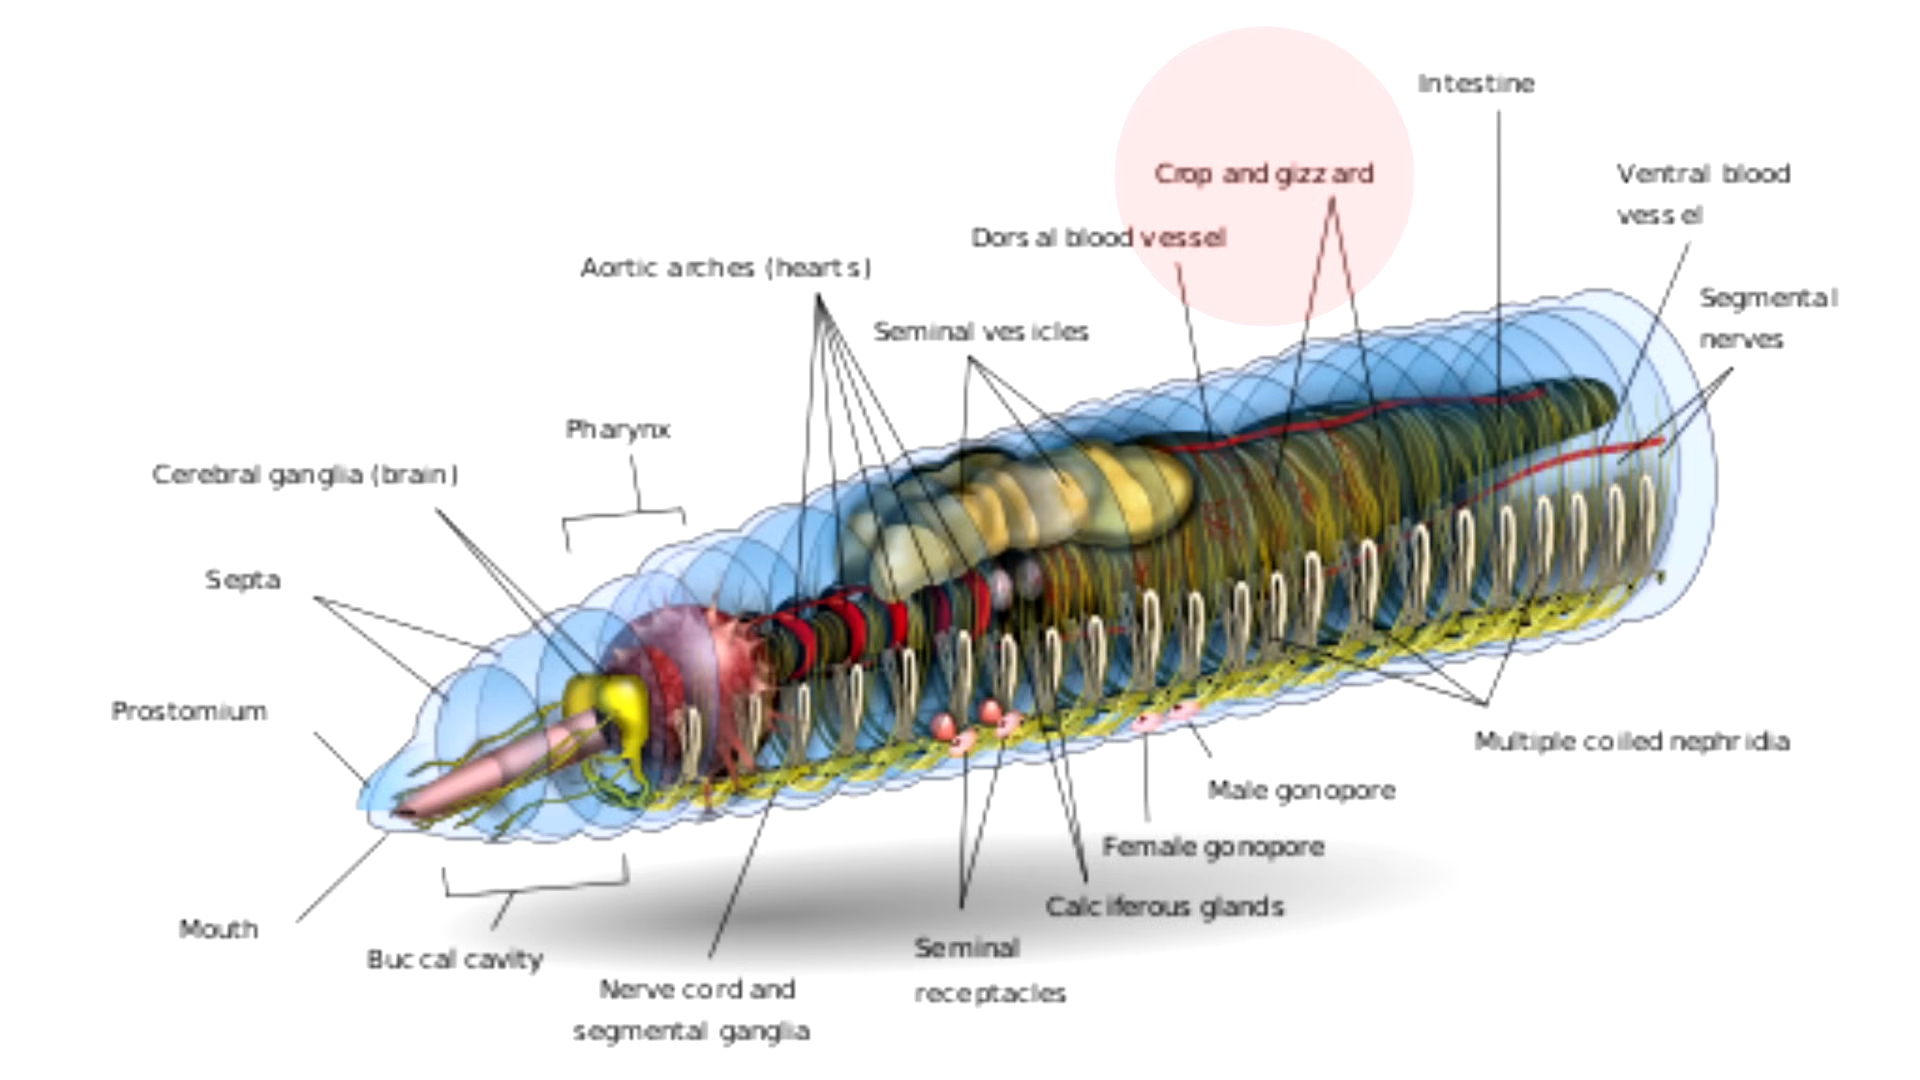 Intestine
Crop and gizzard
Ventral blood
vessel
Dorsal blood vessel
Aortic arches (hearts)
Segmental
nerves
Seminal vesicles
Pharynx
Cerebral ganglia (brain)
Septa
Prostomium
Multiple coiled nephridia
Male gonopore
Female gonopore
Calciferous glands
Mouth
Buccal cavity
Seminal
receptacles
Nerve cord and
segmental ganglia